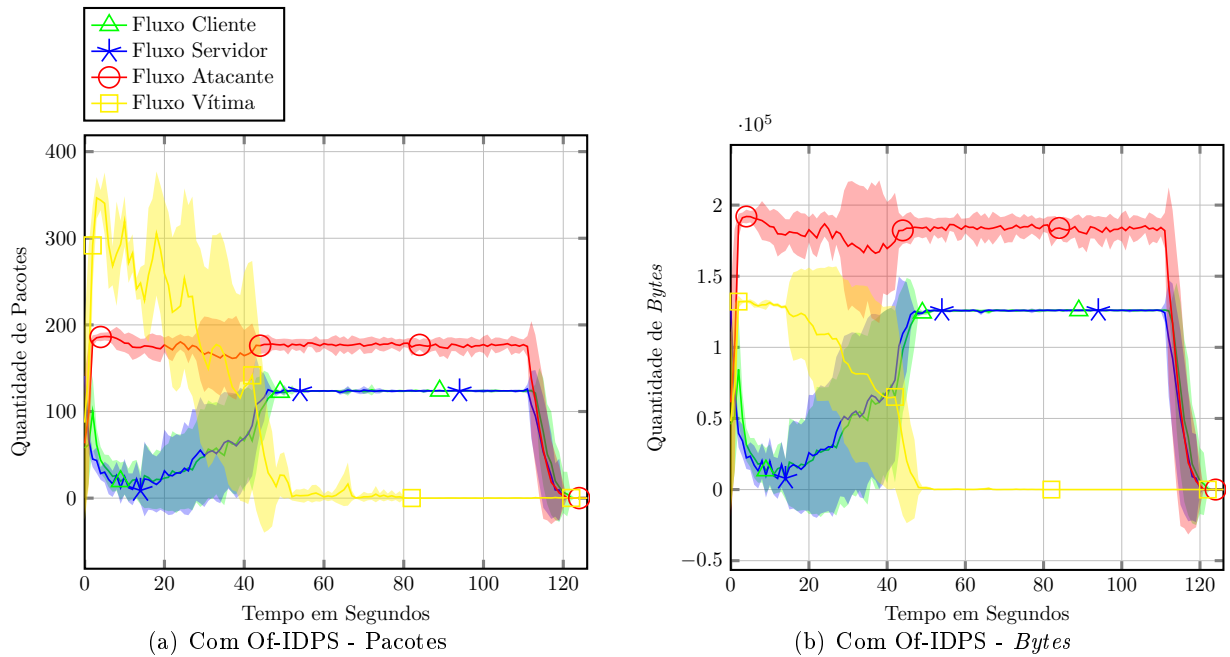 Fluxo Cliente
Fluxo Servidor
Fluxo Atacante
Fluxo Vítima
400
300
200
100
0
Quantidade de Pacotes
0 20 40 60 80 100 120
Tempo em Segundos
(a) Com Of-IDPS - Pacotes
·10⁵
2
1.5
1
0.5
0
−0.5
Quantidade de Bytes
0 20 40 60 80 100 120
Tempo em Segundos
(b) Com Of-IDPS - Bytes